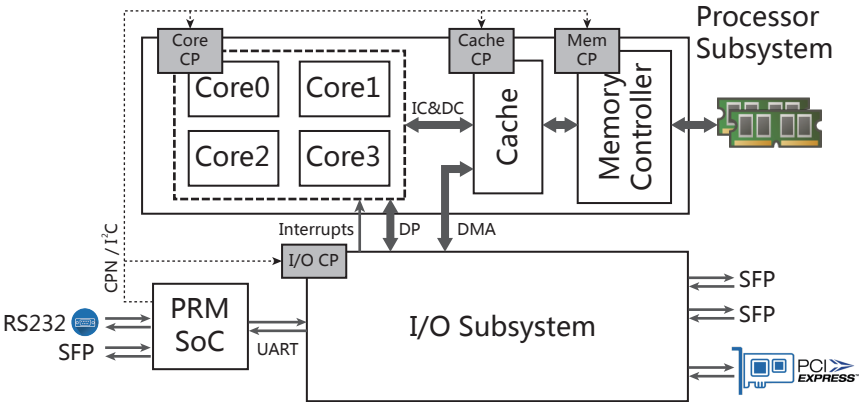 Processor
Subsystem
Core
CP
Cache
CP
Mem
CP
Core0
Core1
IC&DC
Cache
Memory
Controller
Core2
Core3
Interrupts
DP
DMA
CPN / I²C
I/O CP
SFP
PRM
SoC
I/O Subsystem
RS232
SFP
UART
SFP
PCI
EXPRESS™